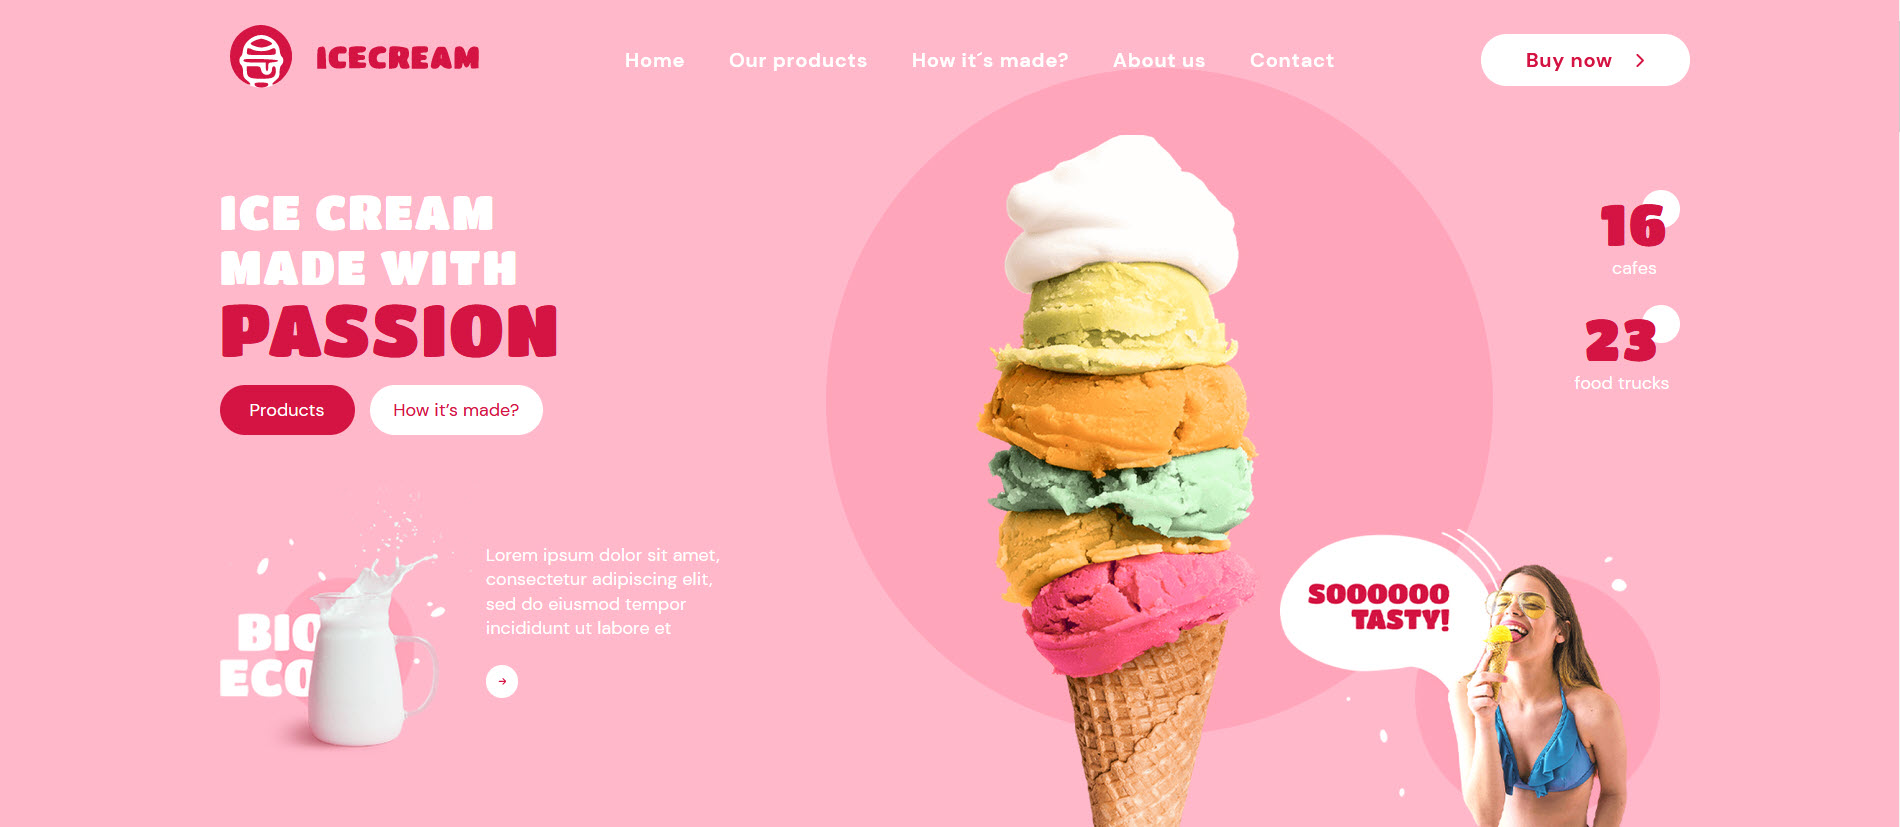 ICECREAM
Home
Our products
How it´s made?
About us
Contact
Buy now
ICE CREAM
MADE WITH
PASSION
Products
How it’s made?
16
cafes
23
food trucks
BIO
ECO
Lorem ipsum dolor sit amet,
consectetur adipiscing elit,
sed do eiusmod tempor
incididunt ut labore et
SOOOOOO
TASTY!